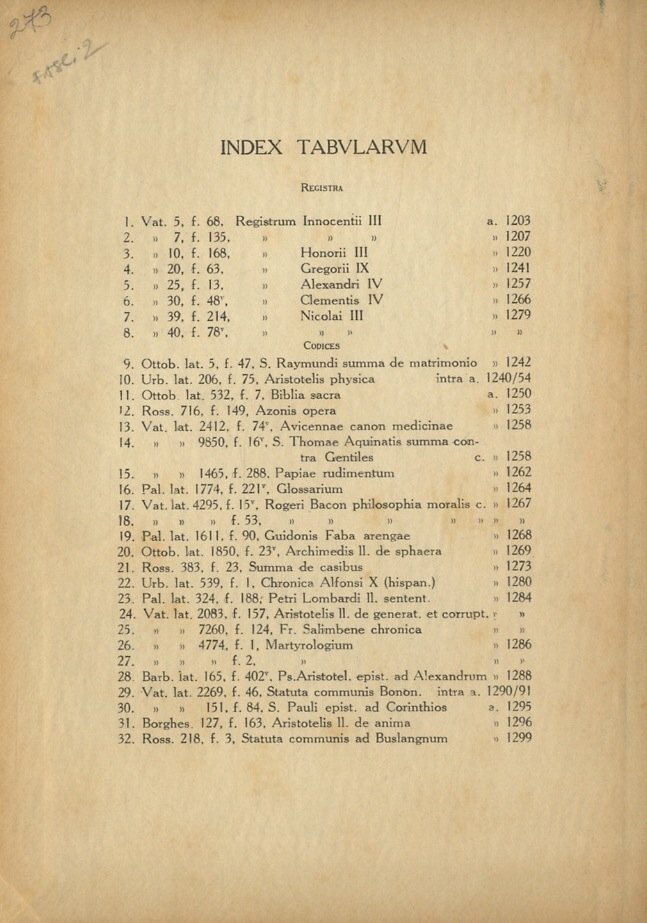 273
fasc. 2
INDEX TABVLARVM
REGISTRA
1. Vat. 5, f. 68, Registrum Innocentii III a. 1203
2. » 7, f. 135, » » » » 1207
3. » 10, f. 168, » Honorii III » 1220
4. » 20, f. 63, » Gregorii IX » 1241
5. » 25, f. 13, » Alexandri IV » 1257
6. » 30, f. 48ᵛ, » Clementis IV » 1266
7. » 39, f. 214, » Nicolai III » 1279
8. » 40, f. 78ᵛ, » » » » »
CODICES
9. Ottob. lat. 5, f. 47, S. Raymundi summa de matrimonio » 1242
10. Urb. lat. 206, f. 75, Aristotelis physica intra a. 1240/54
11. Ottob. lat. 532, f. 7, Biblia sacra a. 1250
12. Ross. 716, f. 149, Azonis opera » 1253
13. Vat. lat. 2412, f. 74ᵛ, Avicennae canon medicinae » 1258
14. » » 9850, f. 16ᵛ, S. Thomae Aquinatis summa con-
tra Gentiles c. » 1258
15. » » 1465, f. 288, Papiae rudimentum » 1262
16. Pal. lat. 1774, f. 221ᵛ, Glossarium » 1264
17. Vat. lat. 4295, f. 15ᵛ, Rogeri Bacon philosophia moralis c. » 1267
18. » » » f. 53, » » » » » » »
19. Pal. lat. 1611, f. 90, Guidonis Faba arengae » 1268
20. Ottob. lat. 1850, f. 23ᵛ, Archimedis ll. de sphaera » 1269
21. Ross. 383, f. 23, Summa de casibus » 1273
22. Urb. lat. 539, f. 1, Chronica Alfonsi X (hispan.) » 1280
23. Pal. lat. 324, f. 188, Petri Lombardi ll. sentent. » 1284
24. Vat. lat. 2083, f. 157, Aristotelis ll. de generat. et corrupt. » »
25. » » 7260, f. 124, Fr. Salimbene chronica » »
26. » » 4774, f. 1, Martyrologium » 1286
27. » » » f. 2, » » »
28. Barb. lat. 165, f. 402ᵛ, Ps.Aristotel. epist. ad Alexandrum » 1288
29. Vat. lat. 2269, f. 46, Statuta communis Bonon. intra a. 1290/91
30. » » 151, f. 84, S. Pauli epist. ad Corinthios a. 1295
31. Borghes. 127, f. 163, Aristotelis ll. de anima » 1296
32. Ross. 218, f. 3, Statuta communis ad Buslangnum » 1299